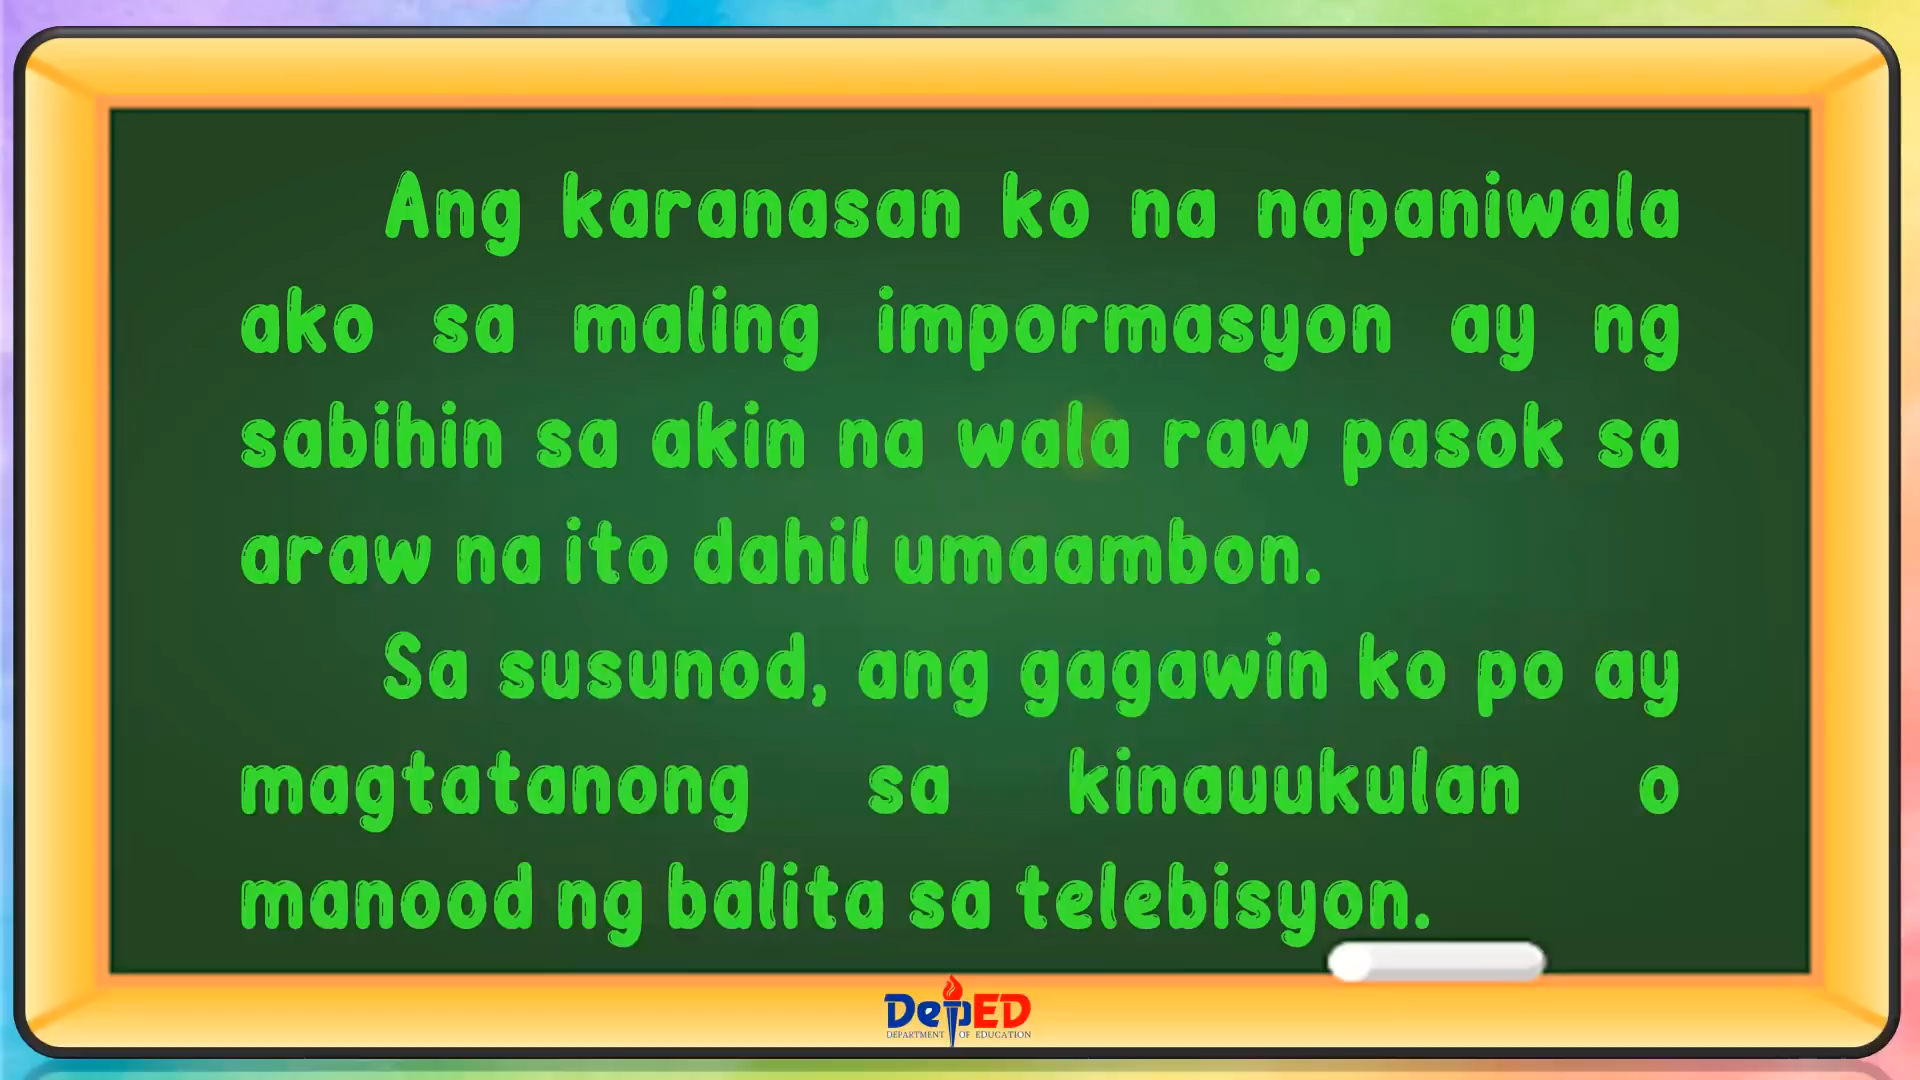 Ang karanasan ko na napaniwala
ako sa maling impormasyon ay ng
sabihin sa akin na wala raw pasok sa
araw na ito dahil umaambon.
Sa susunod, ang gagawin ko po ay
magtatanong sa kinauukulan o
manood ng balita sa telebisyon.
DepED
DEPARTMENT OF EDUCATION